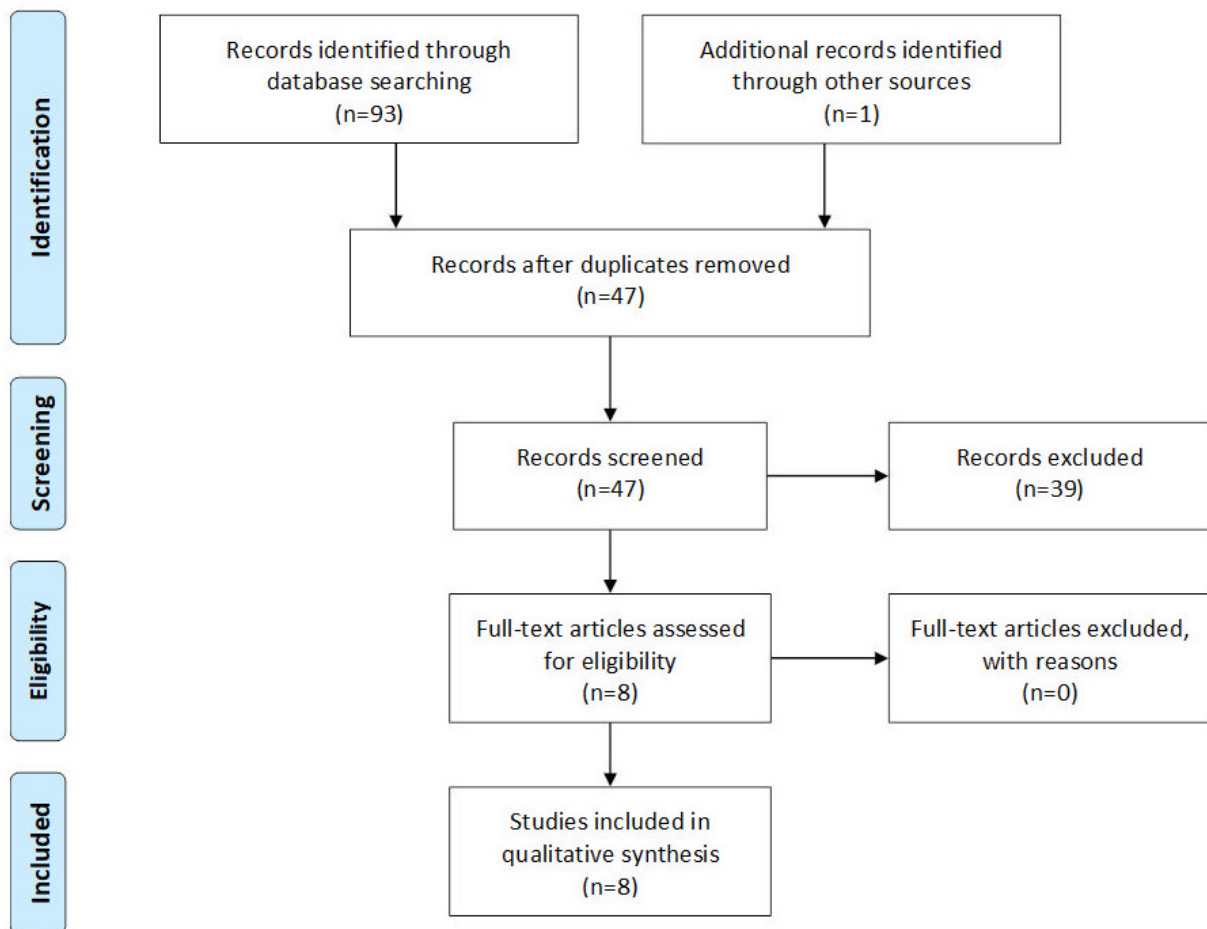 Identification
Records identified through
database searching
(n=93)
Additional records identified
through other sources
(n=1)
Records after duplicates removed
(n=47)
Screening
Records screened
(n=47)
Records excluded
(n=39)
Eligibility
Full-text articles assessed
for eligibility
(n=8)
Full-text articles excluded,
with reasons
(n=0)
Included
Studies included in
qualitative synthesis
(n=8)